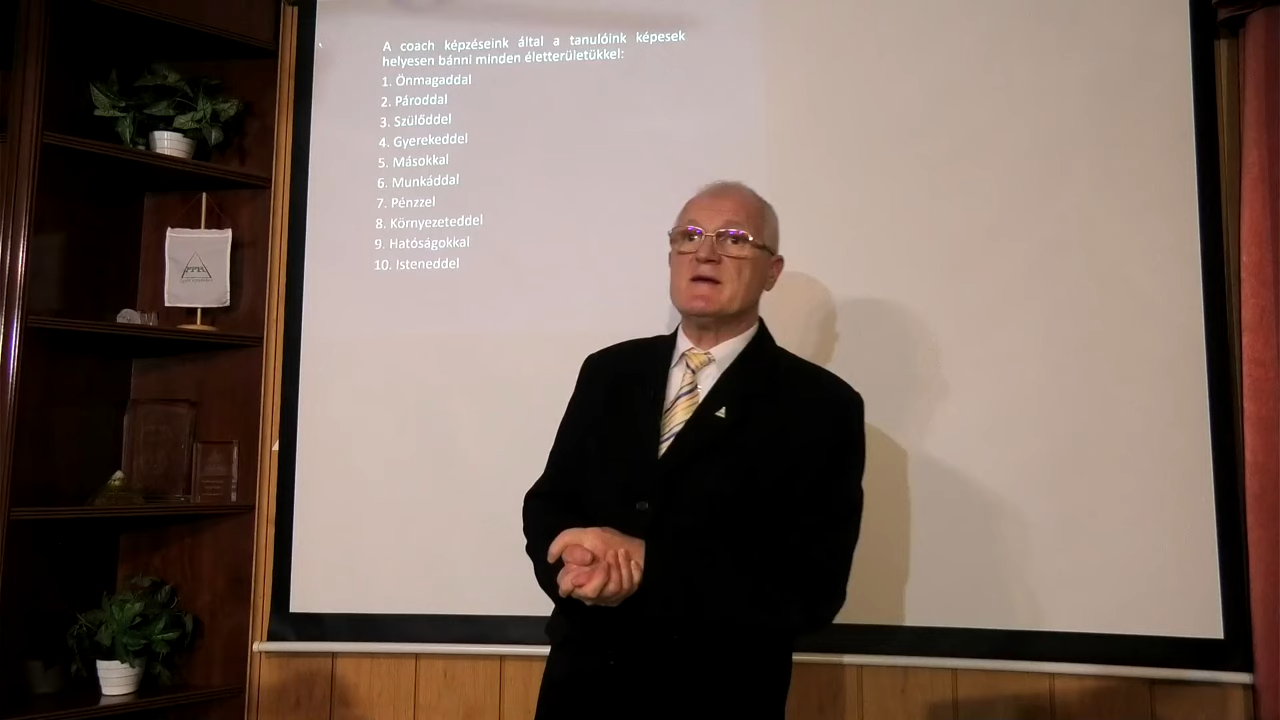 A coach képzéseink által a tanulóink képesek
helyesen bánni minden életterületükkel:
1. Önmagaddal
2. Pároddal
3. Szülőddel
4. Gyerekeddel
5. Másokkal
6. Munkáddal
7. Pénzzel
8. Környezeteddel
9. Hatóságokkal
10. Isteneddel